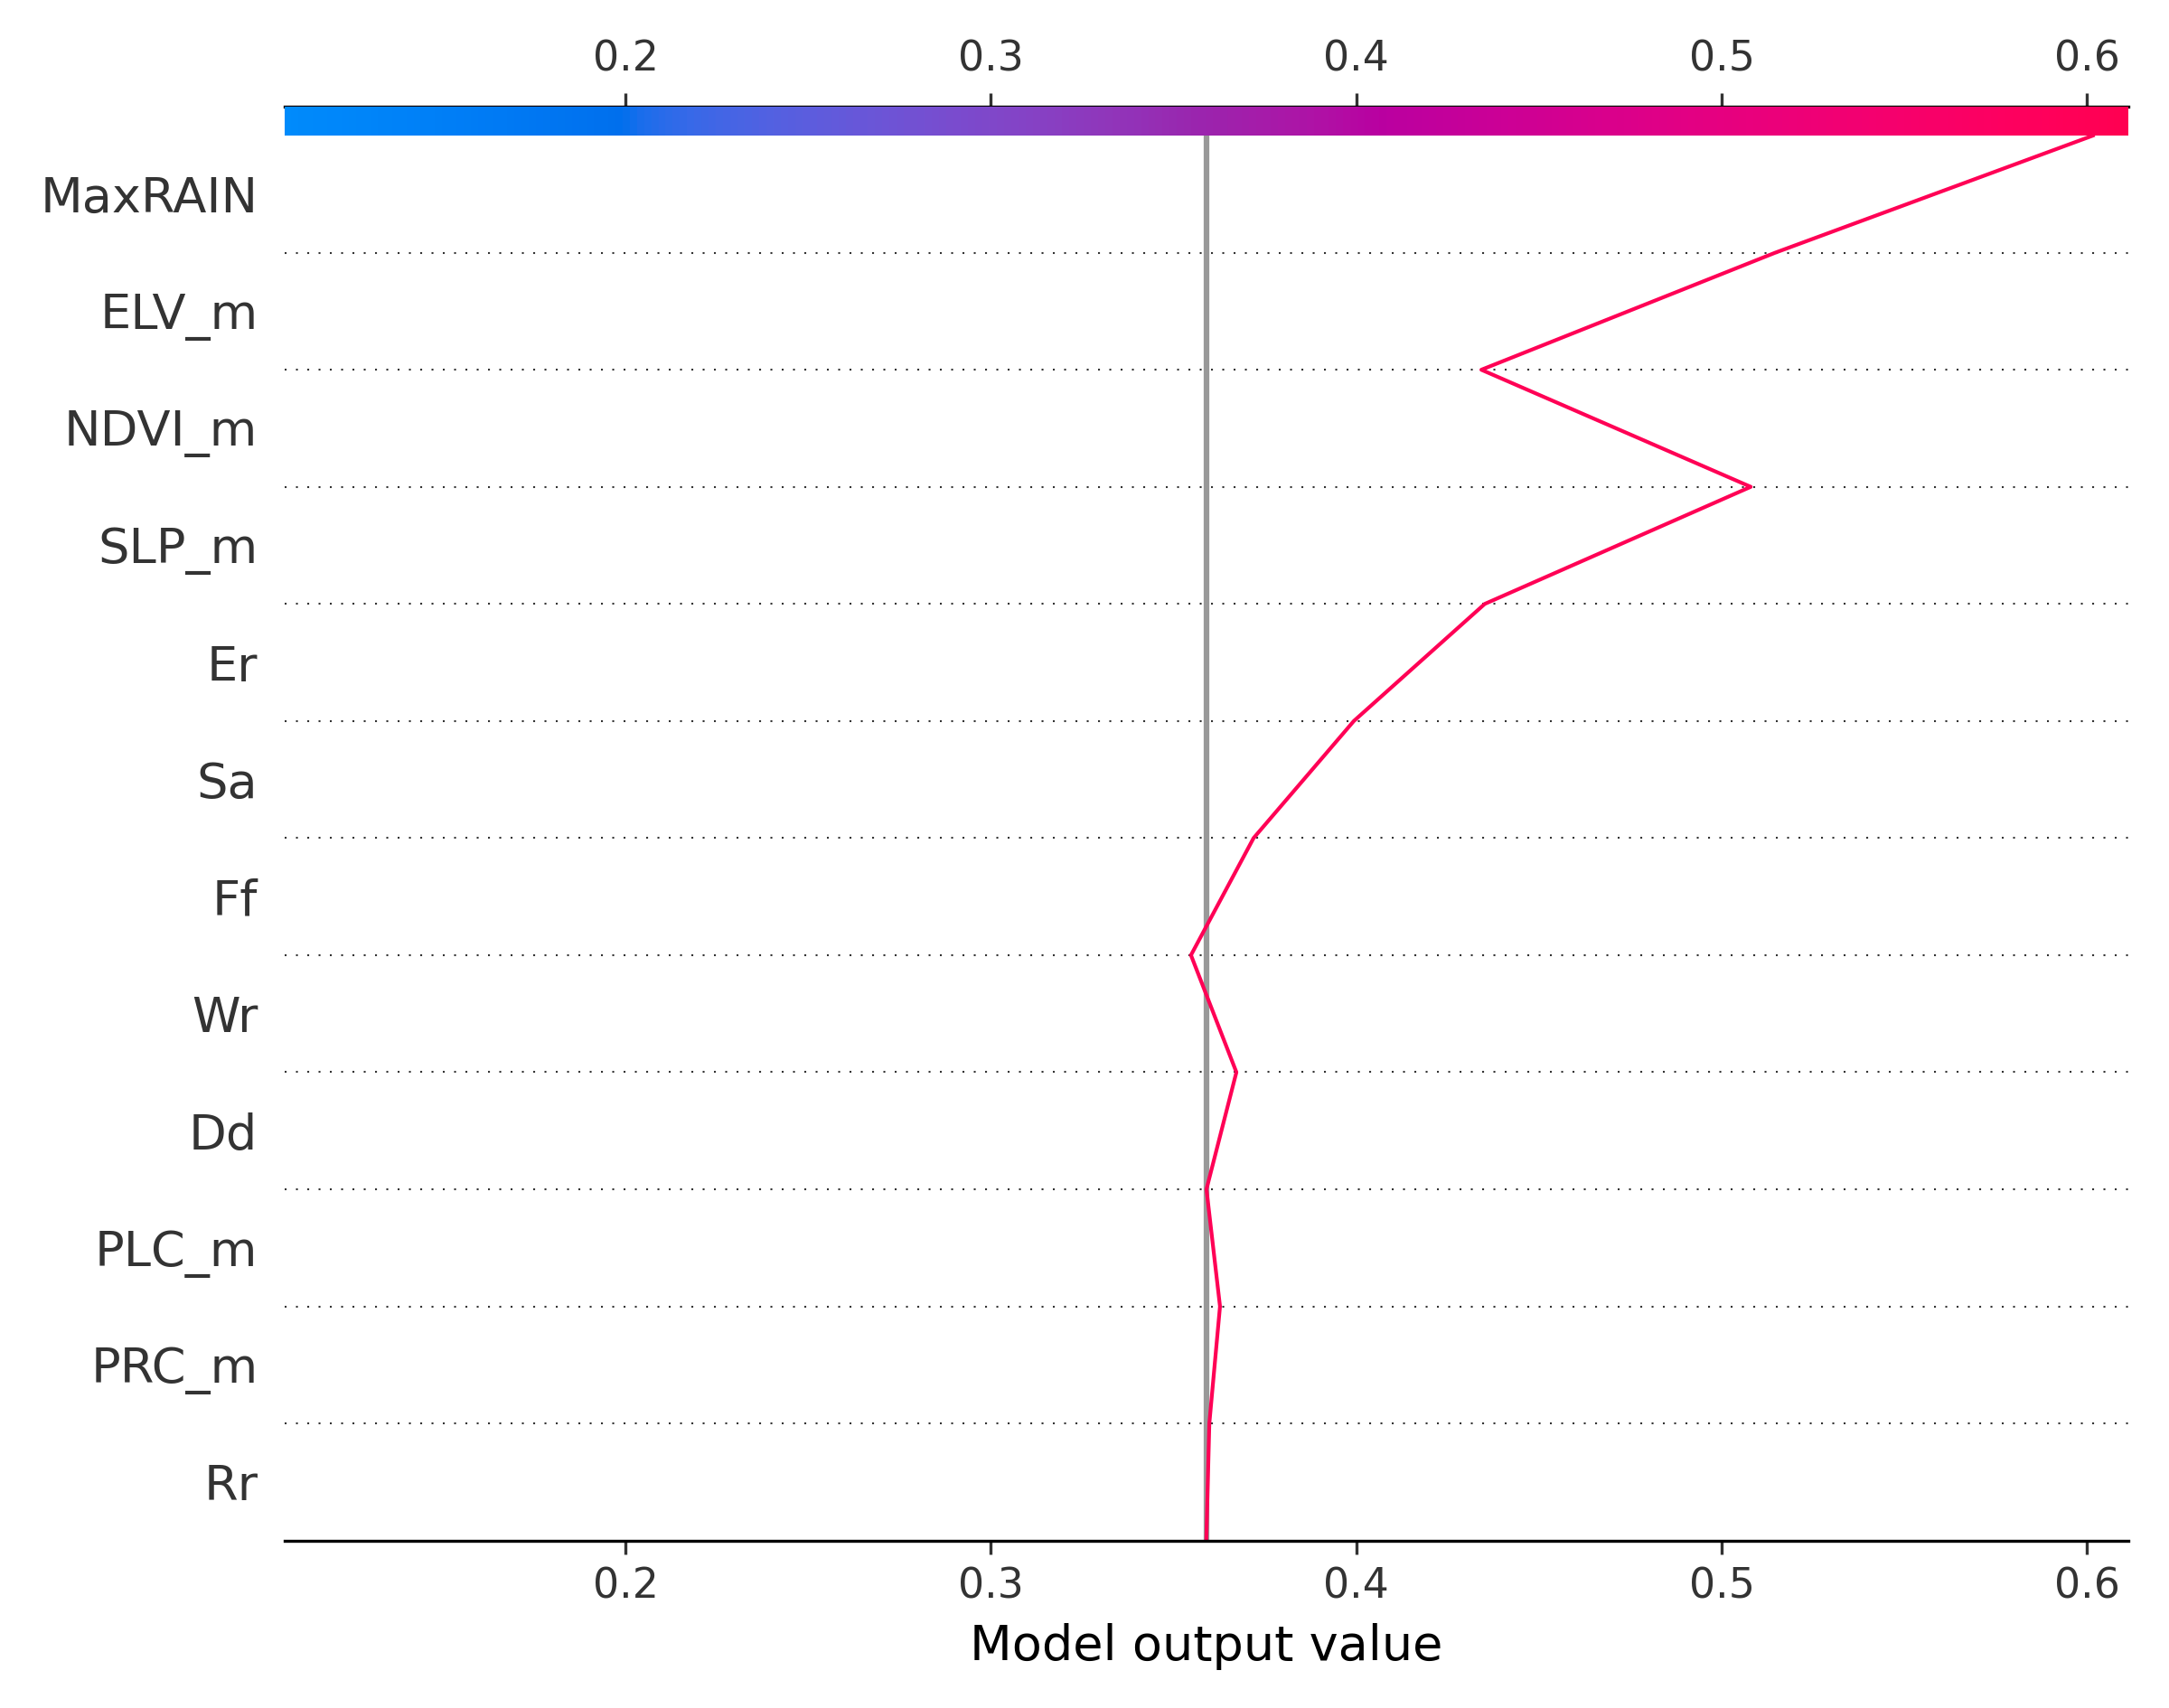 0.2 0.3 0.4 0.5 0.6
MaxRAIN
ELV_m
NDVI_m
SLP_m
Er
Sa
Ff
Wr
Dd
PLC_m
PRC_m
Rr
0.2 0.3 0.4 0.5 0.6
Model output value